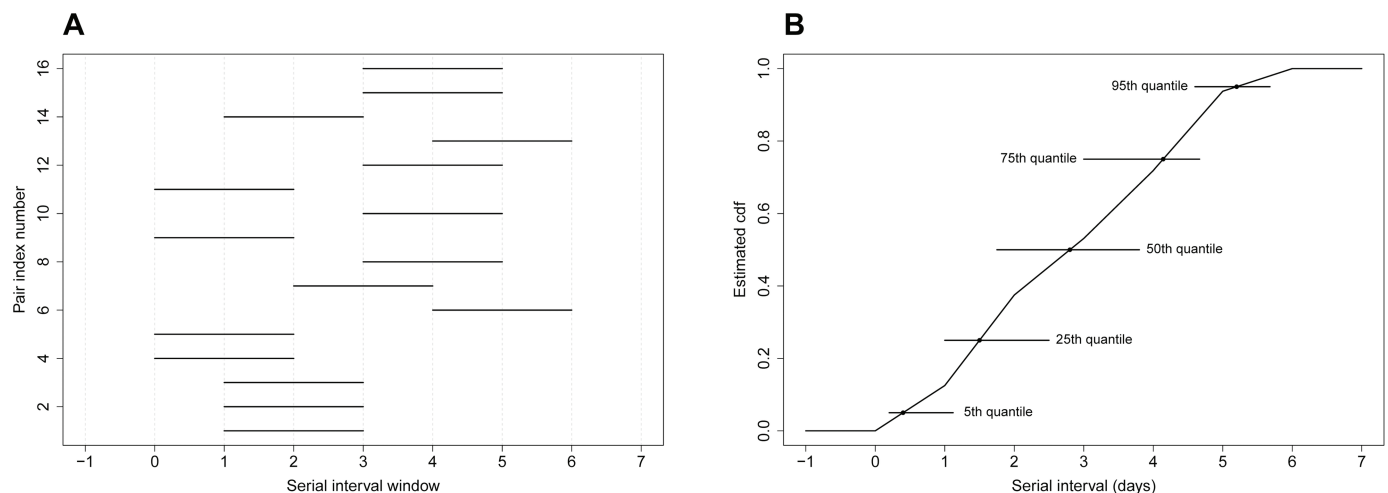 A
Pair index number
16
14
12
10
8
6
4
2
−1 0 1 2 3 4 5 6 7
Serial interval window
B
Estimated cdf
1.0
0.8
0.6
0.4
0.2
0.0
95th quantile
75th quantile
50th quantile
25th quantile
5th quantile
−1 0 1 2 3 4 5 6 7
Serial interval (days)